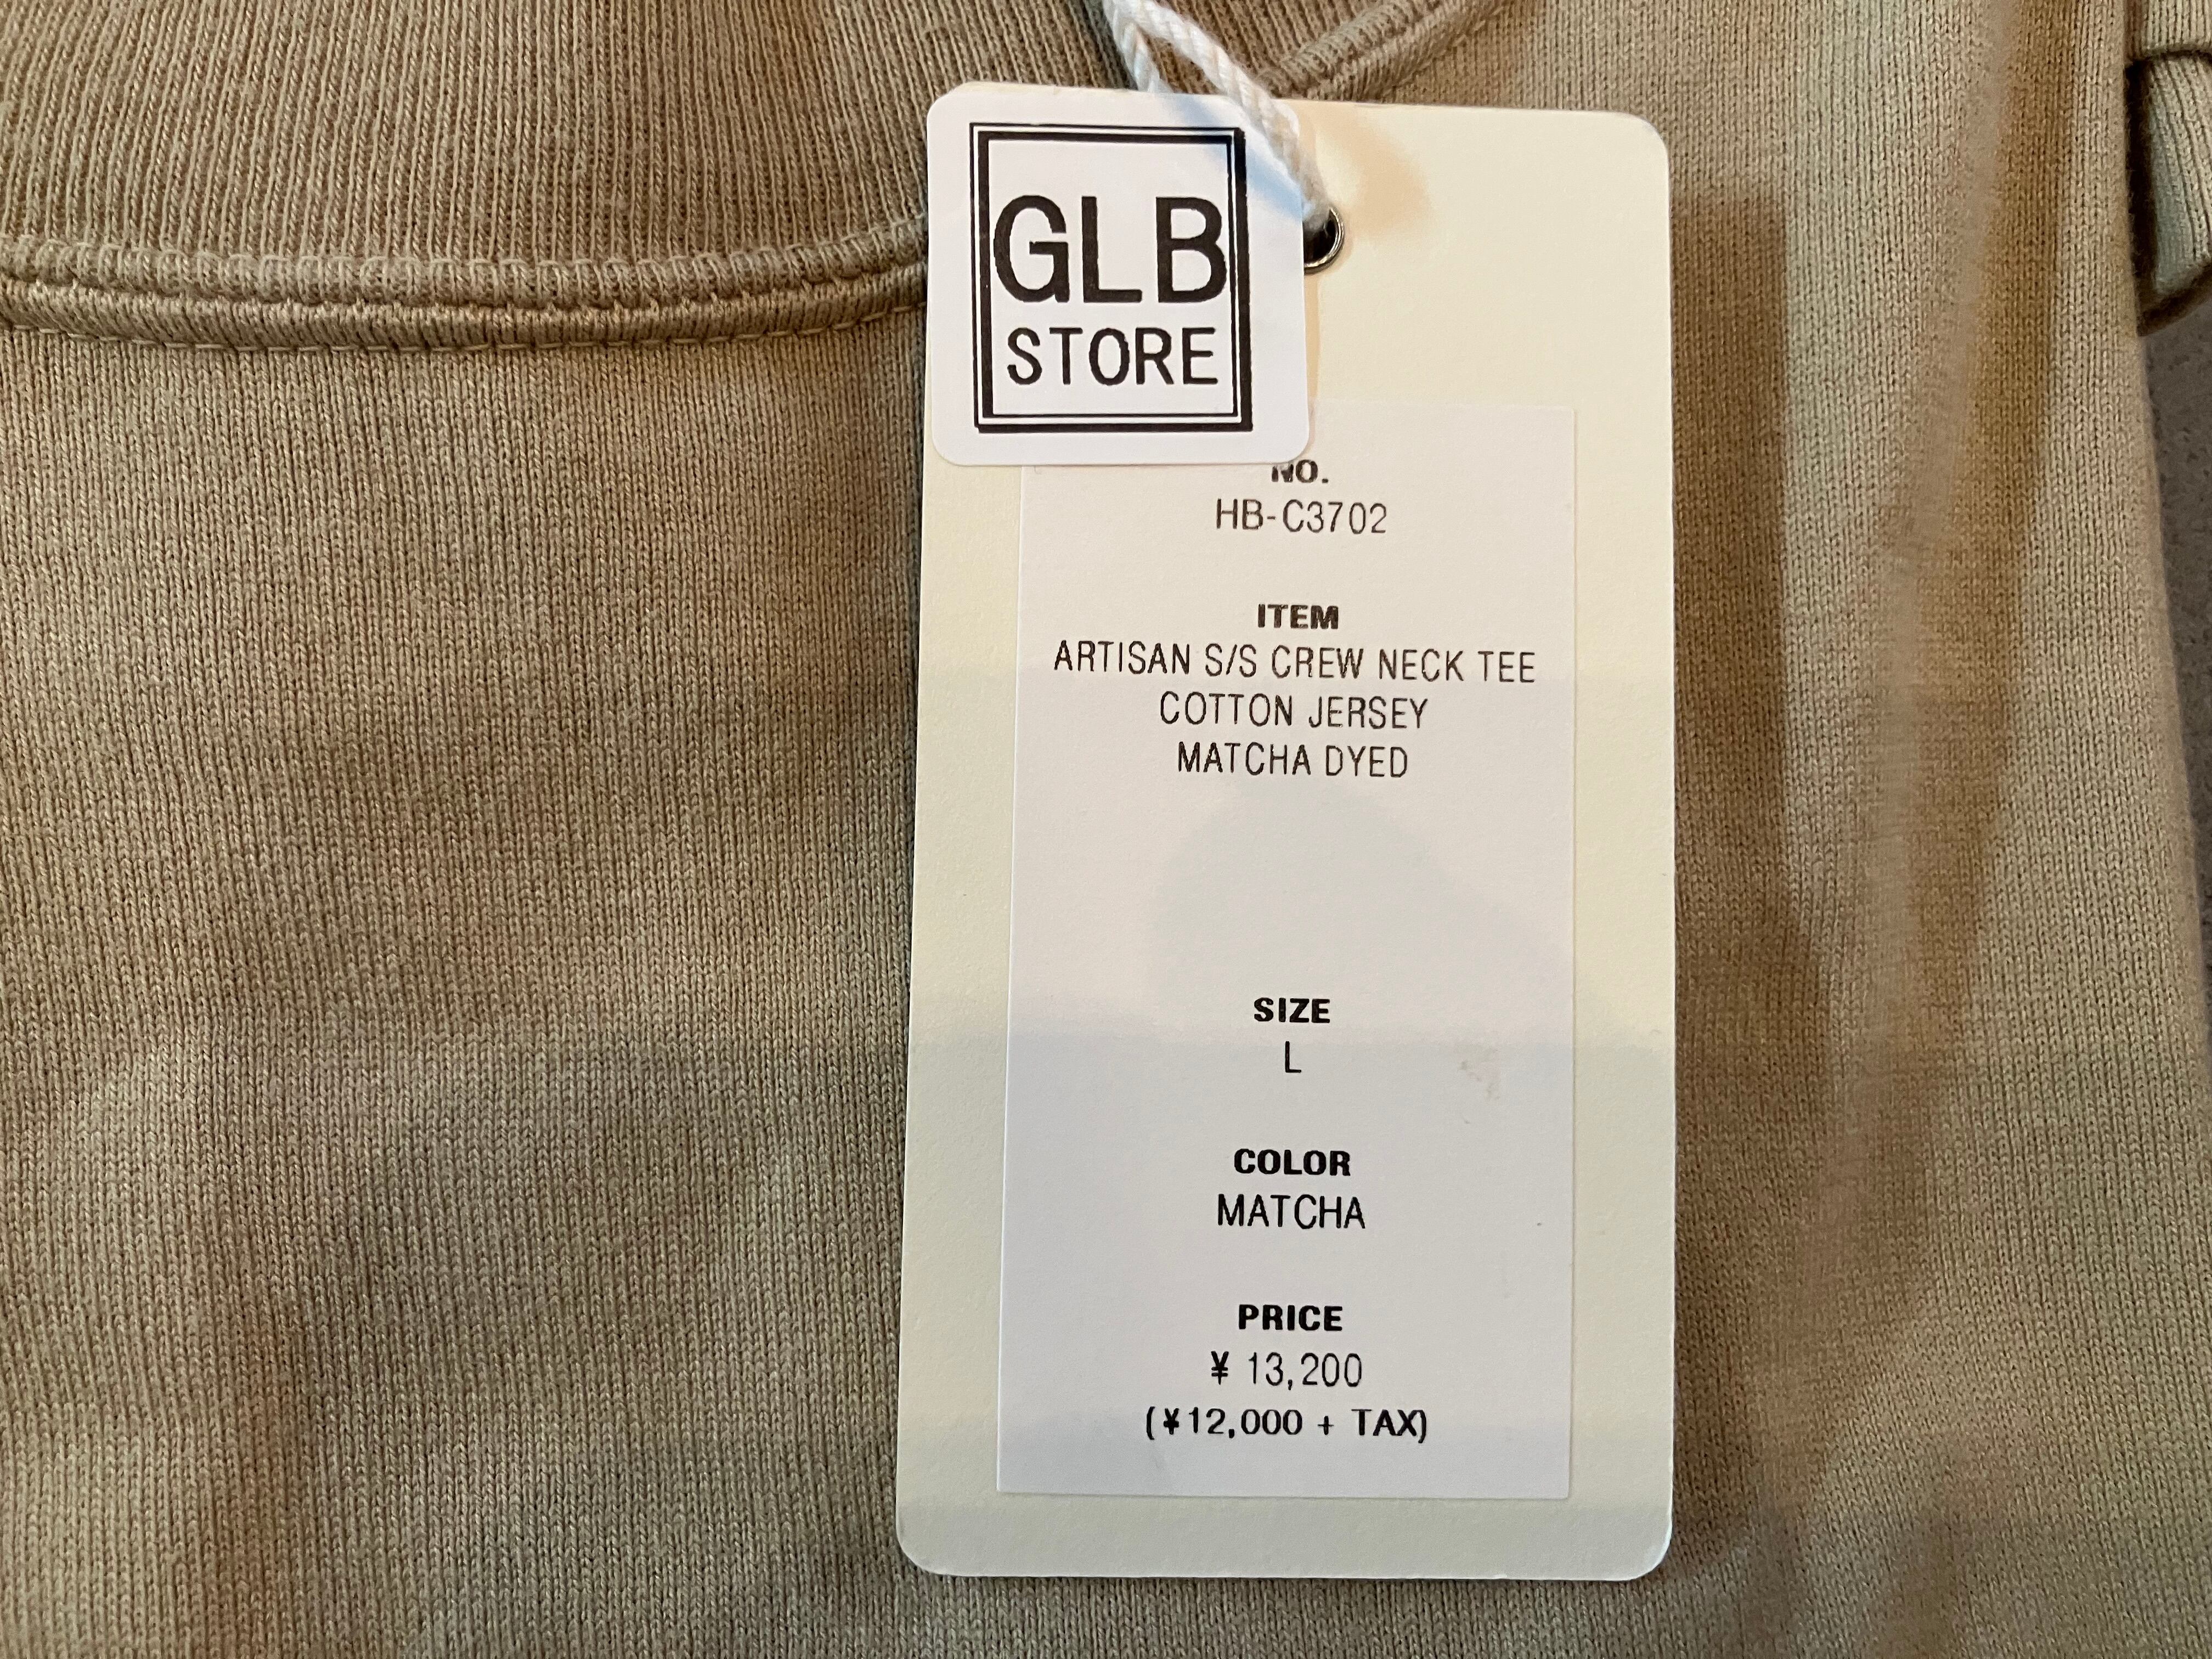 GLB
STORE
NO.
HB-C3702
ITEM
ARTISAN S/S CREW NECK TEE
COTTON JERSEY
MATCHA DYED
SIZE
L
COLOR
MATCHA
PRICE
¥ 13,200
(¥12,000 + TAX)